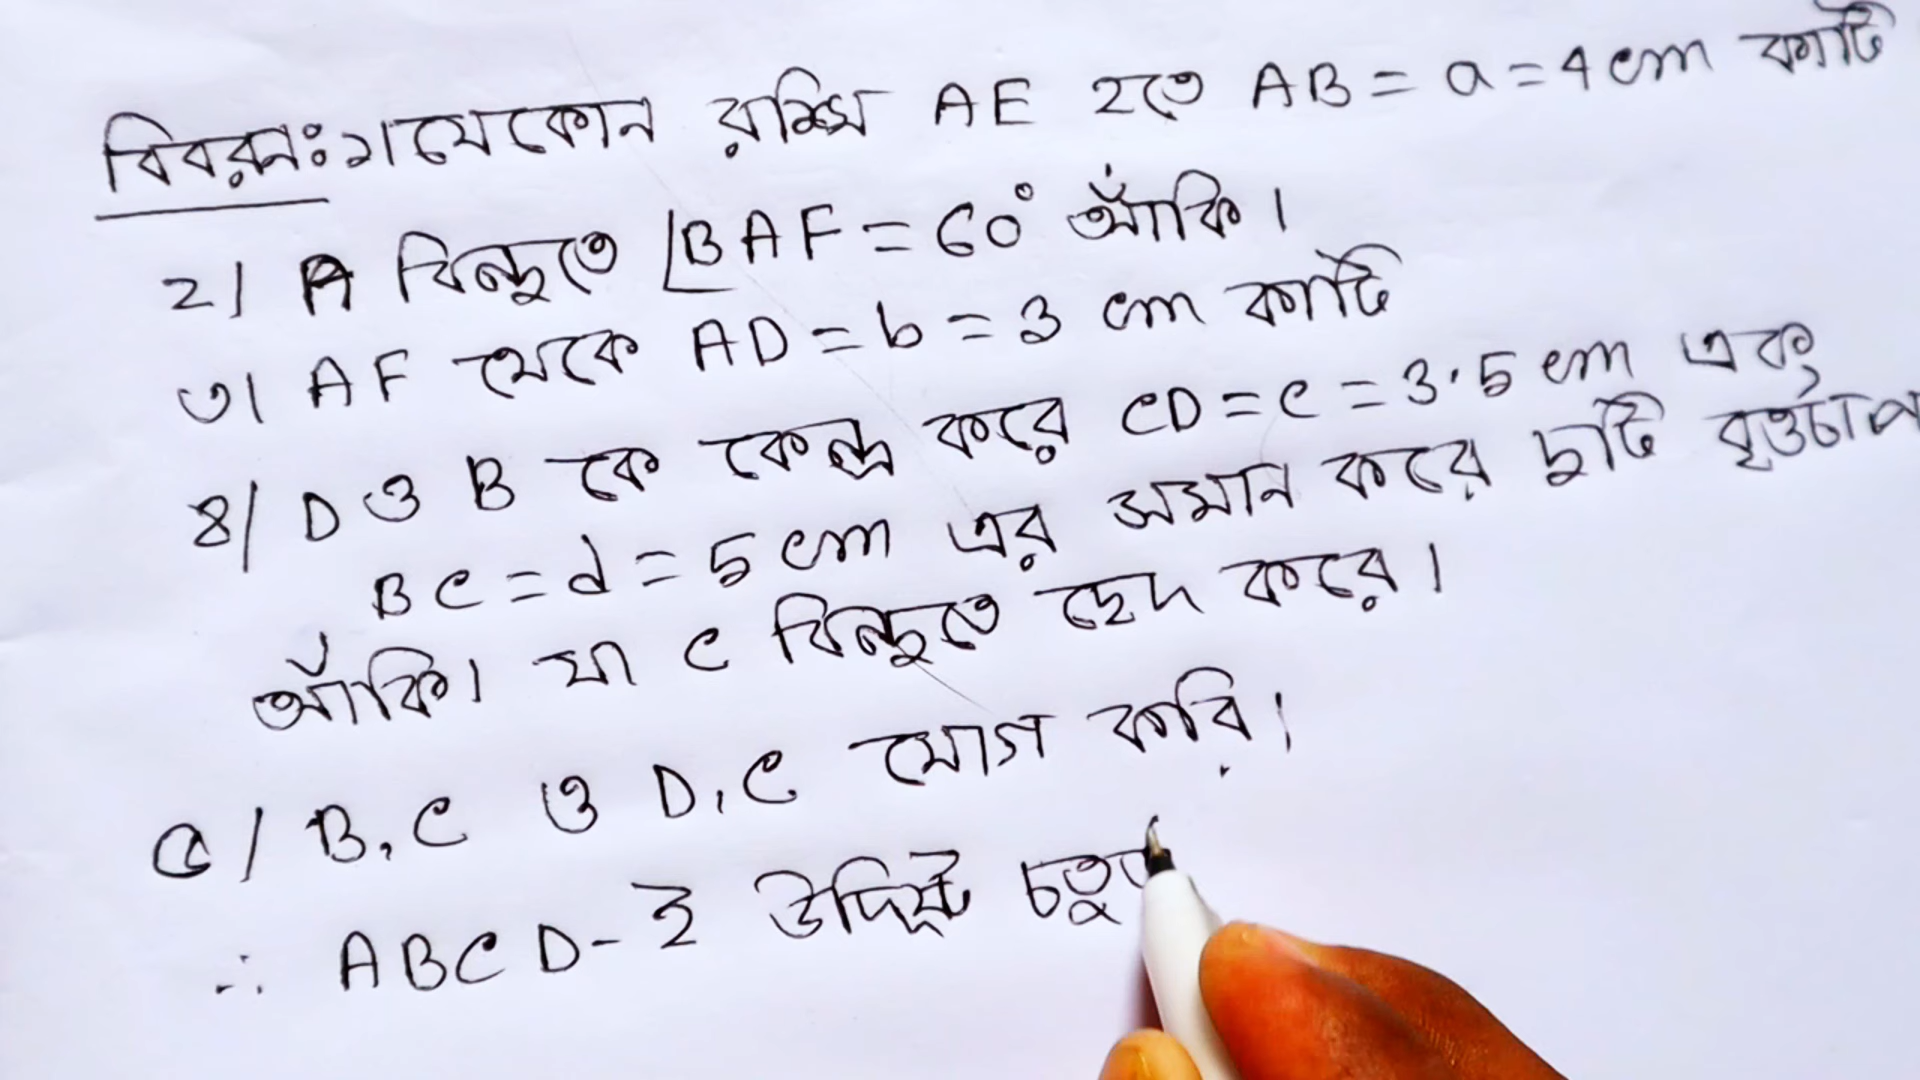 বিবরনঃ ১। যেকোন রশ্মি AE হতে AB = a = 4 cm কাটি
২। A বিন্দুতে ∠BAF = 60° আঁকি।
৩। AF থেকে AD = b = 3 cm কাটি
৪। D ও B কে কেন্দ্র করে CD = c = 3.5 cm এবং
BC = d = 5 cm এর সমান করে দুটি বৃত্তচাপ
আঁকি। যা C বিন্দুতে ছেদ করে।
৫। B, C ও D, C যোগ করি।
∴ ABCD-ই উদ্দিষ্ট